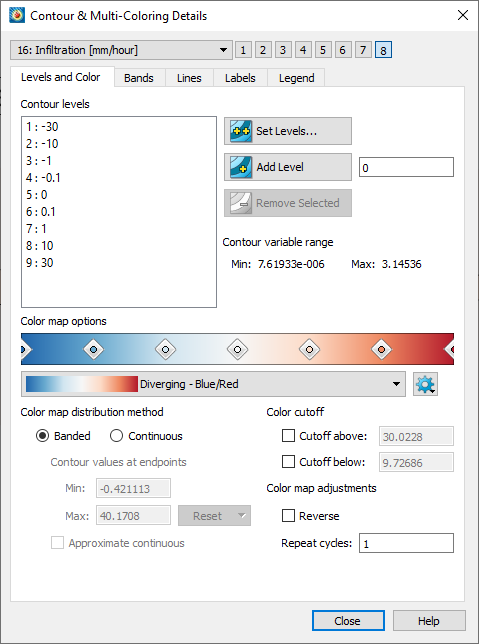 Contour & Multi-Coloring Details
16: Infiltration [mm/hour] 1 2 3 4 5 6 7 8
Levels and Color Bands Lines Labels Legend
Contour levels
1 : -30
2 : -10
3 : -1
4 : -0.1
5 : 0
6 : 0.1
7 : 1
8 : 10
9 : 30
Set Levels...
Add Level 0
Remove Selected
Contour variable range
Min: 7.61933e-006 Max: 3.14536
Color map options
Diverging - Blue/Red
Color map distribution method
Banded Continuous
Contour values at endpoints
Min: -0.421113
Max: 40.1708 Reset
Approximate continuous
Color cutoff
Cutoff above: 30.0228
Cutoff below: 9.72686
Color map adjustments
Reverse
Repeat cycles: 1
Close Help